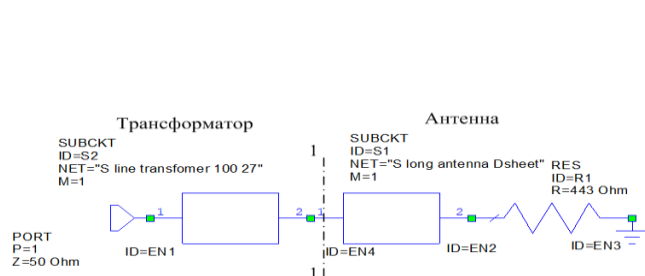 Трансформатор
Антенна
SUBCKT
ID=S2
NET="S line transfomer 100 27"
M=1
1
SUBCKT
ID=S1
NET="S long antenna Dsheet"
M=1
RES
ID=R1
R=443 Ohm
1
2
1
2
PORT
P=1
Z=50 Ohm
ID=EN1
ID=EN4
ID=EN2
ID=EN3
1